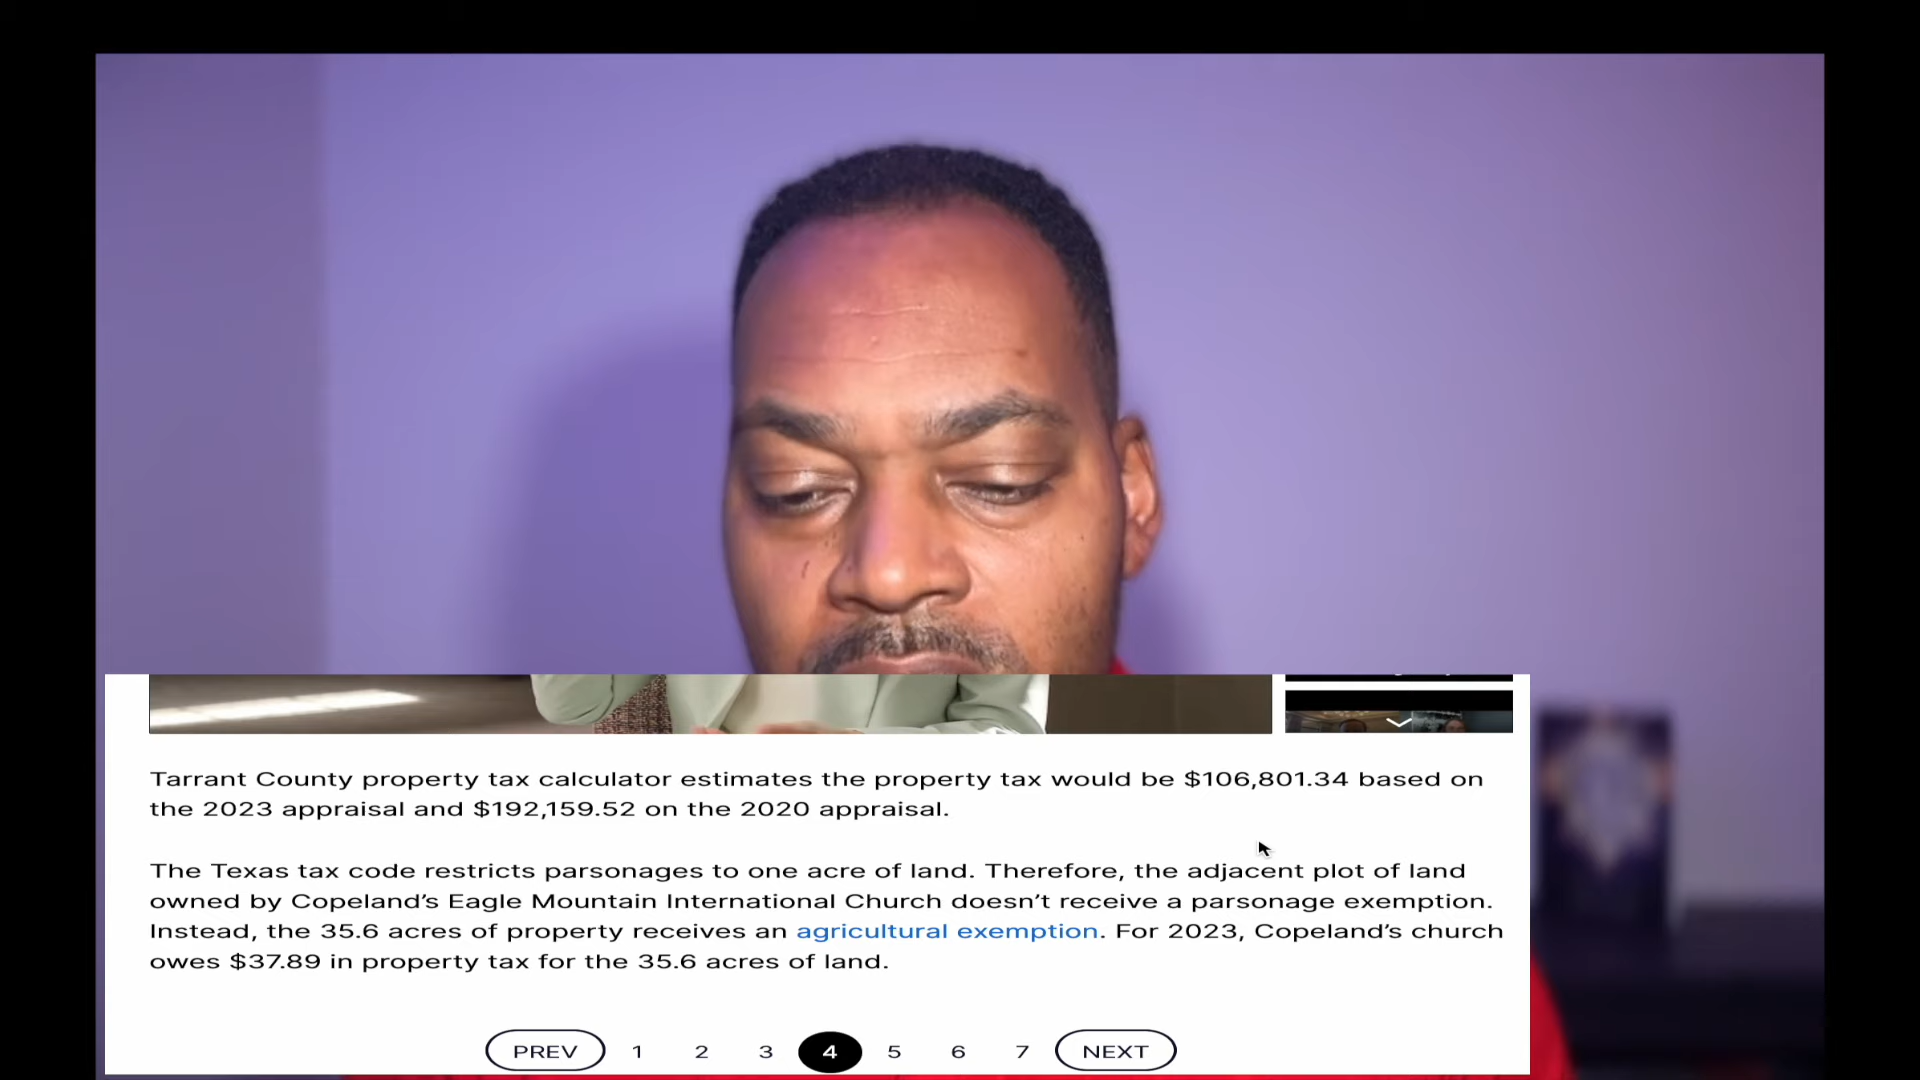 Tarrant County property tax calculator estimates the property tax would be $106,801.34 based on
the 2023 appraisal and $192,159.52 on the 2020 appraisal.
The Texas tax code restricts parsonages to one acre of land. Therefore, the adjacent plot of land
owned by Copeland’s Eagle Mountain International Church doesn’t receive a parsonage exemption.
Instead, the 35.6 acres of property receives an agricultural exemption. For 2023, Copeland’s church
owes $37.89 in property tax for the 35.6 acres of land.
PREV 1 2 3 4 5 6 7 NEXT